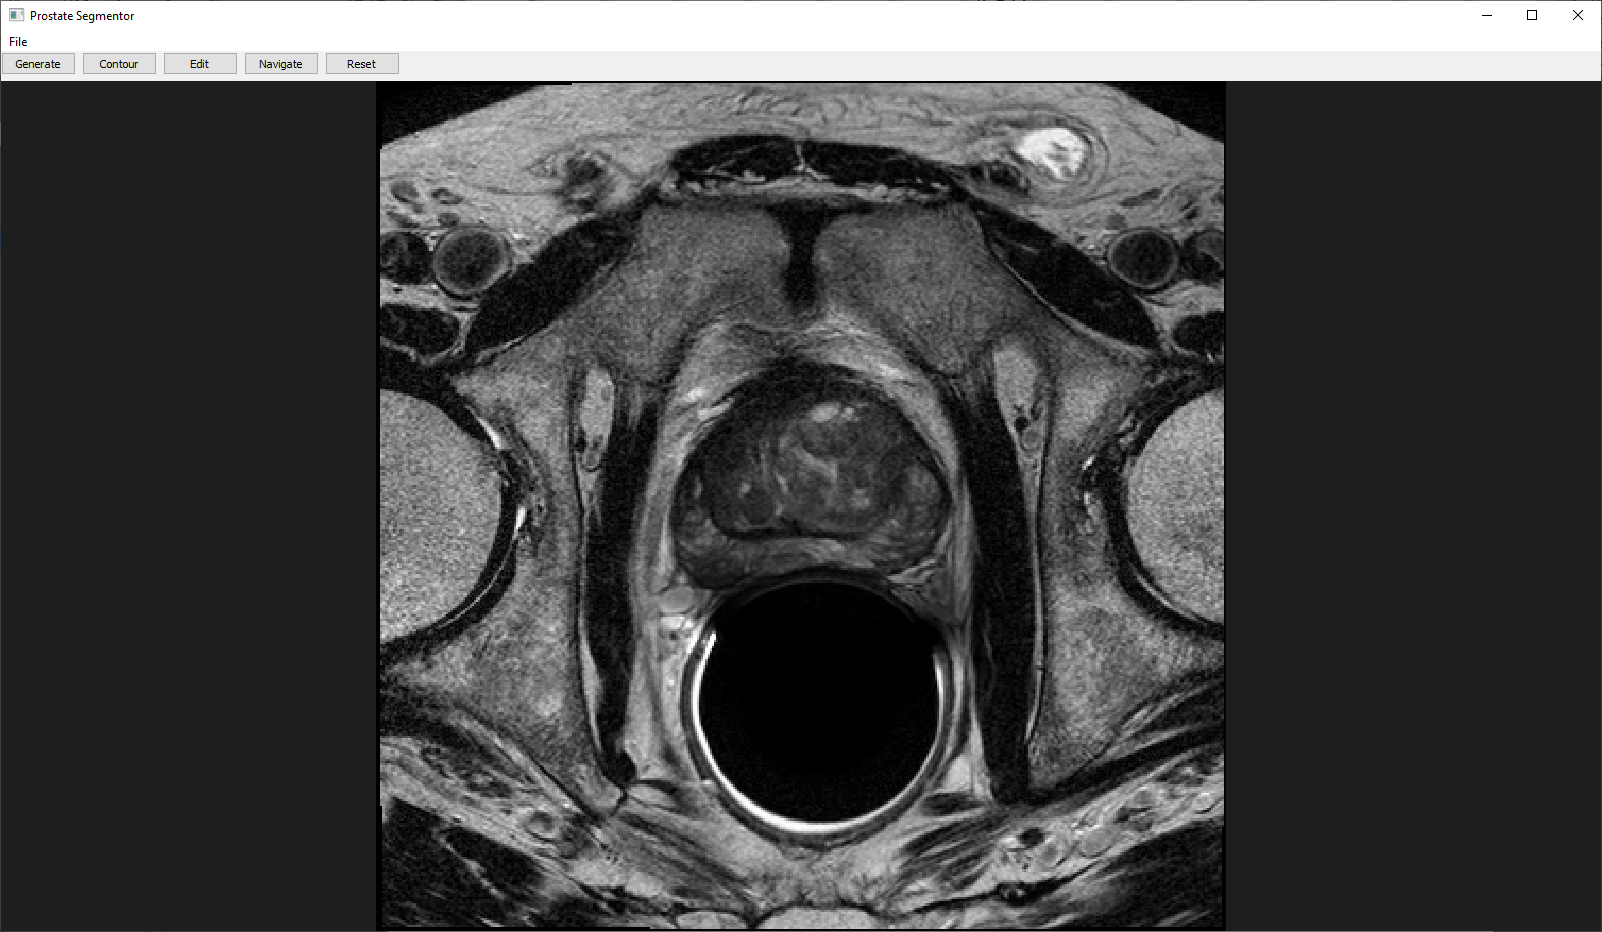 Prostate Segmentor
File
Generate Contour Edit Navigate Reset